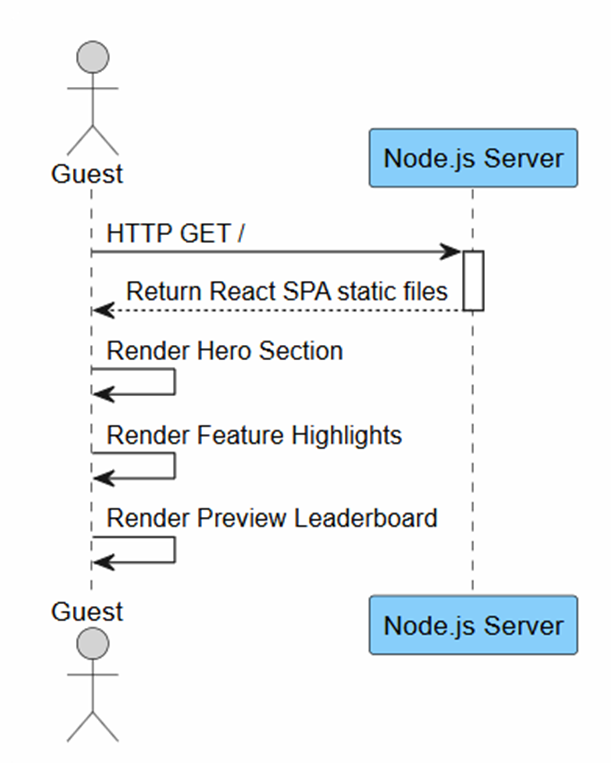 Guest
Node.js Server
HTTP GET /
Return React SPA static files
Render Hero Section
Render Feature Highlights
Render Preview Leaderboard
Guest
Node.js Server